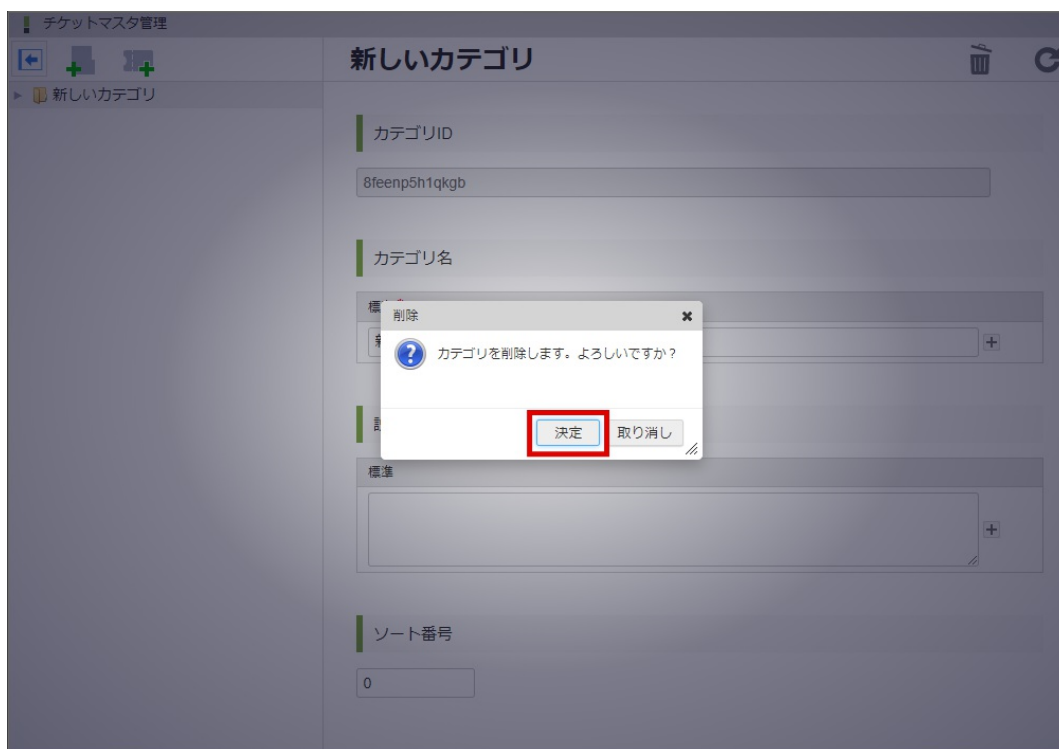 チケットマスタ管理
新しいカテゴリ
新しいカテゴリ
カテゴリID
8feenp5h1qkgb
カテゴリ名
標
削除
カテゴリを削除します。よろしいですか？
決定
取り消し
標準
ソート番号
0